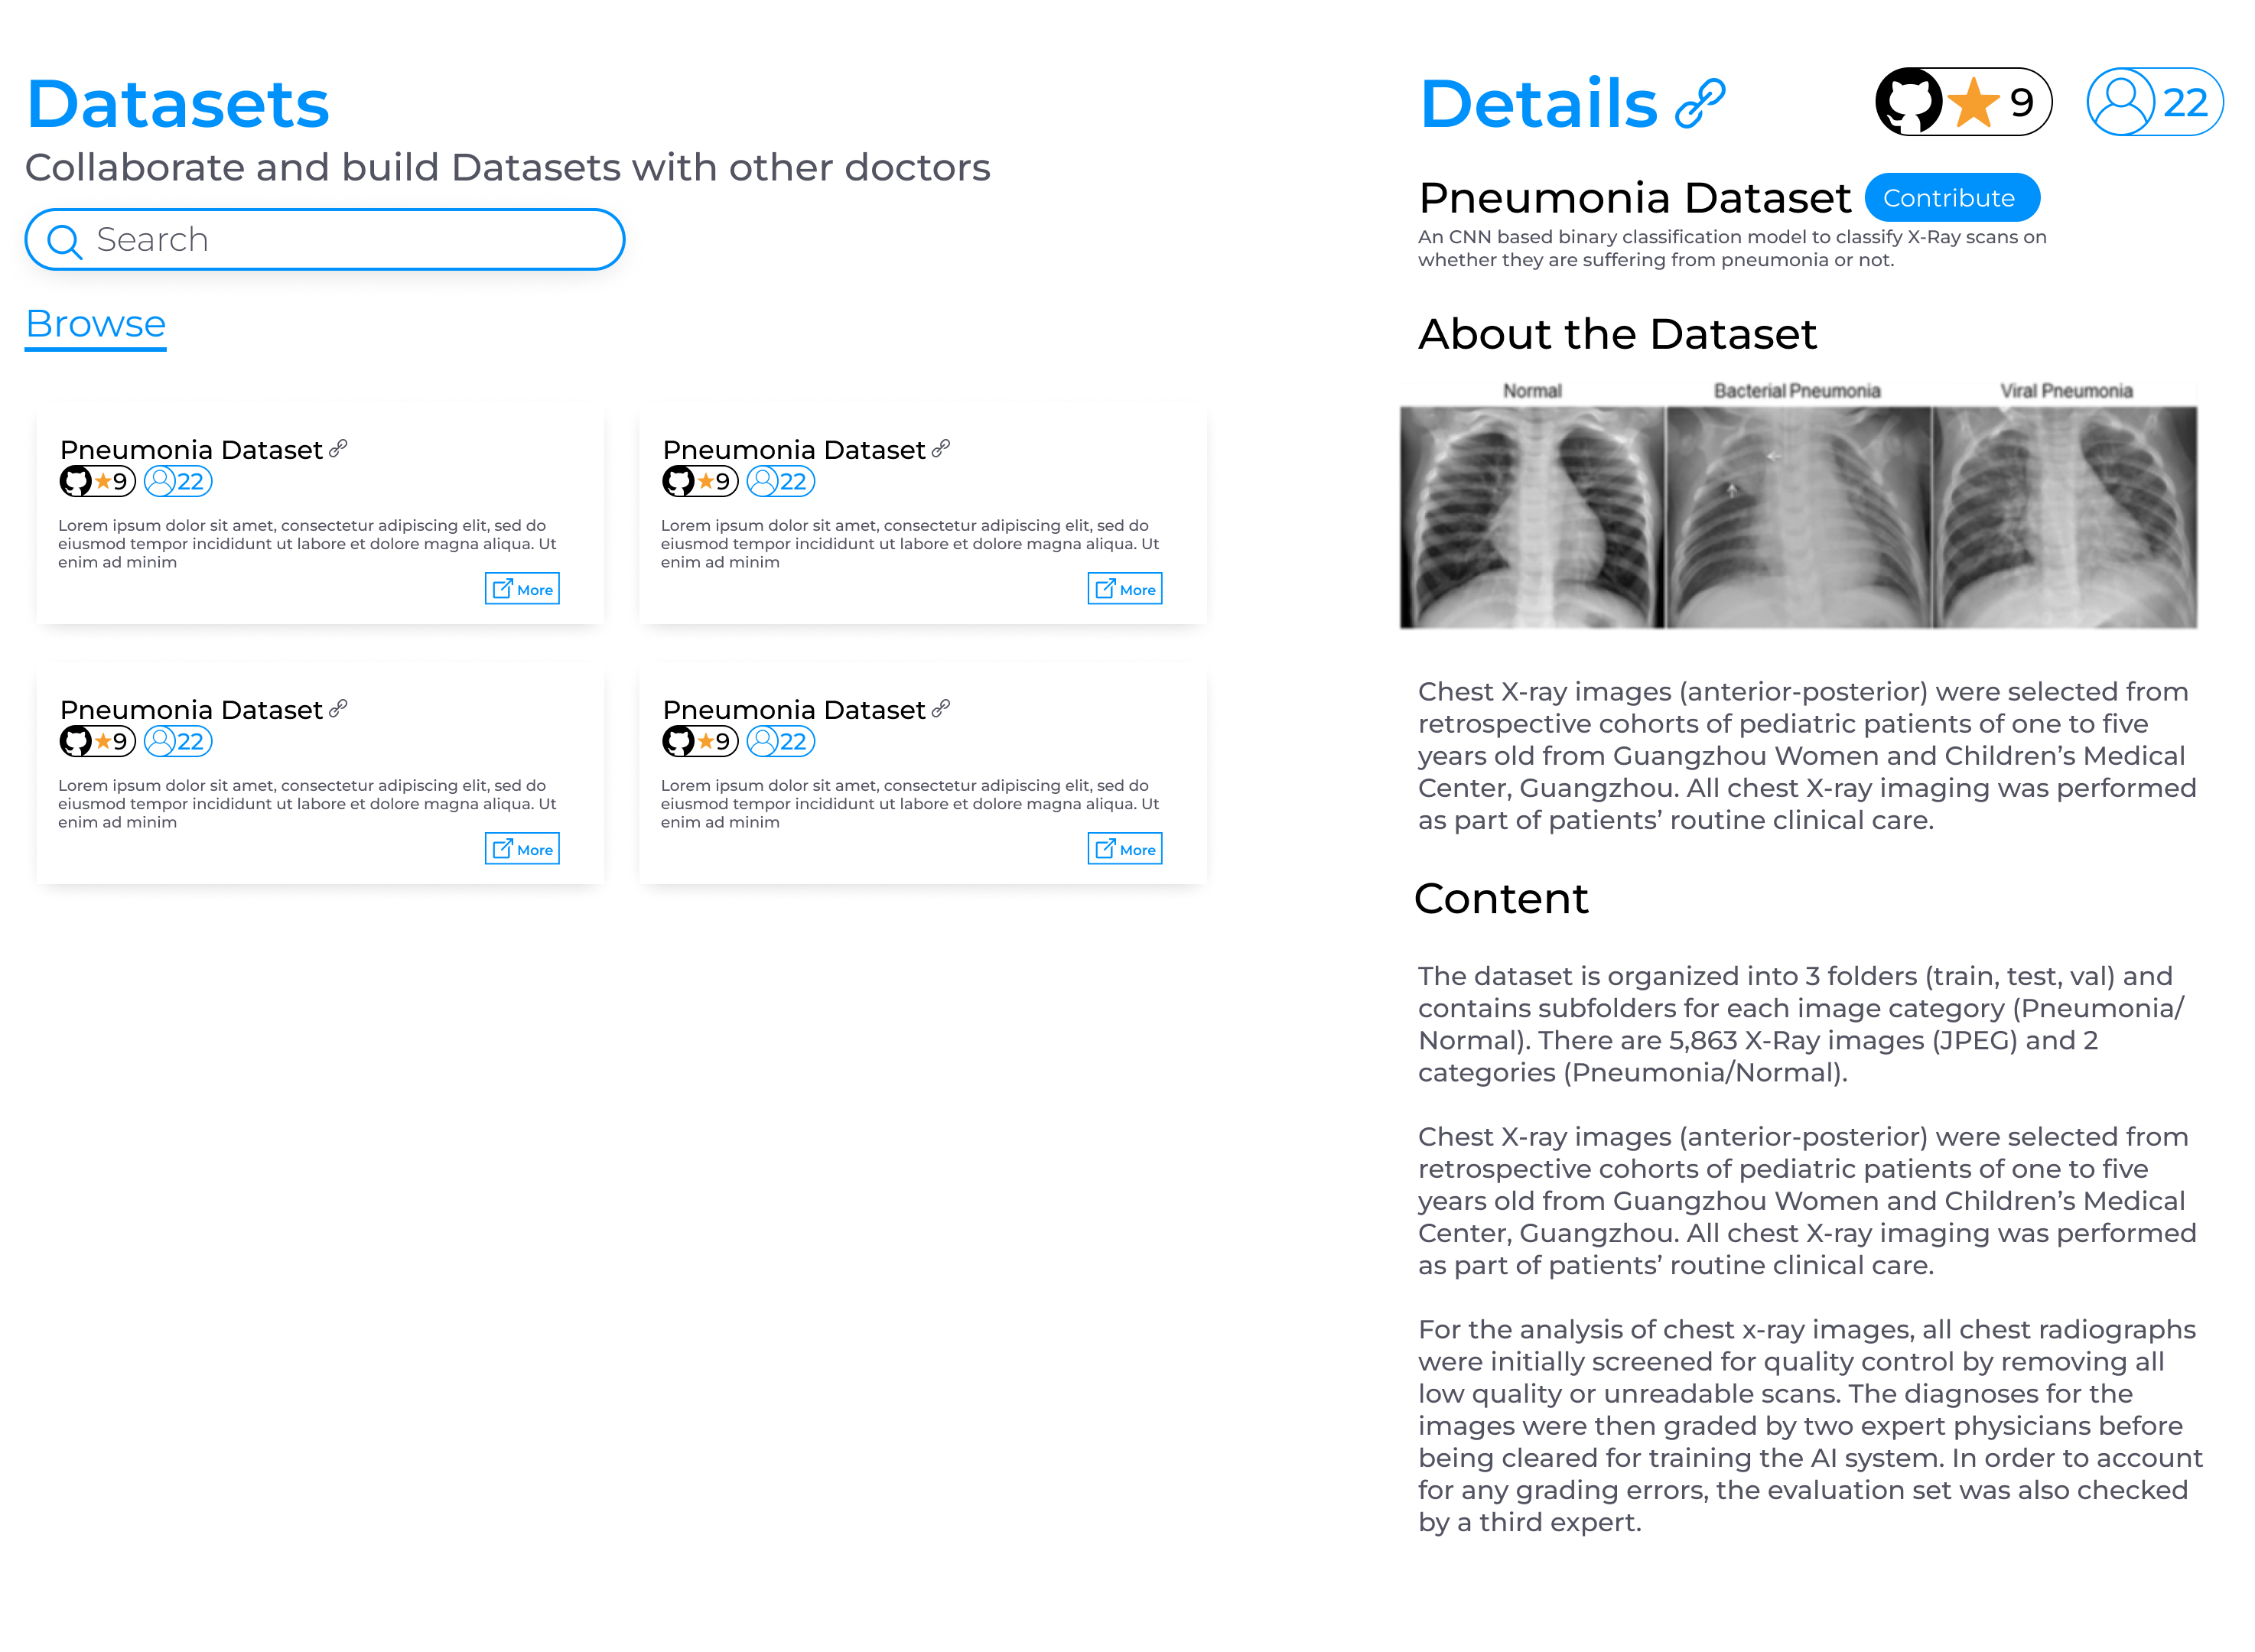 Datasets
Collaborate and build Datasets with other doctors
Search
Browse
Pneumonia Dataset
9 22
Lorem ipsum dolor sit amet, consectetur adipiscing elit, sed do
eiusmod tempor incididunt ut labore et dolore magna aliqua. Ut
enim ad minim
More
Pneumonia Dataset
9 22
Lorem ipsum dolor sit amet, consectetur adipiscing elit, sed do
eiusmod tempor incididunt ut labore et dolore magna aliqua. Ut
enim ad minim
More
Pneumonia Dataset
9 22
Lorem ipsum dolor sit amet, consectetur adipiscing elit, sed do
eiusmod tempor incididunt ut labore et dolore magna aliqua. Ut
enim ad minim
More
Pneumonia Dataset
9 22
Lorem ipsum dolor sit amet, consectetur adipiscing elit, sed do
eiusmod tempor incididunt ut labore et dolore magna aliqua. Ut
enim ad minim
More
Details 9 22
Pneumonia Dataset Contribute
An CNN based binary classification model to classify X-Ray scans on
whether they are suffering from pneumonia or not.
About the Dataset
Normal Bacterial Pneumonia Viral Pneumonia
Chest X-ray images (anterior-posterior) were selected from
retrospective cohorts of pediatric patients of one to five
years old from Guangzhou Women and Children’s Medical
Center, Guangzhou. All chest X-ray imaging was performed
as part of patients’ routine clinical care.
Content
The dataset is organized into 3 folders (train, test, val) and
contains subfolders for each image category (Pneumonia/
Normal). There are 5,863 X-Ray images (JPEG) and 2
categories (Pneumonia/Normal).
Chest X-ray images (anterior-posterior) were selected from
retrospective cohorts of pediatric patients of one to five
years old from Guangzhou Women and Children’s Medical
Center, Guangzhou. All chest X-ray imaging was performed
as part of patients’ routine clinical care.
For the analysis of chest x-ray images, all chest radiographs
were initially screened for quality control by removing all
low quality or unreadable scans. The diagnoses for the
images were then graded by two expert physicians before
being cleared for training the AI system. In order to account
for any grading errors, the evaluation set was also checked
by a third expert.